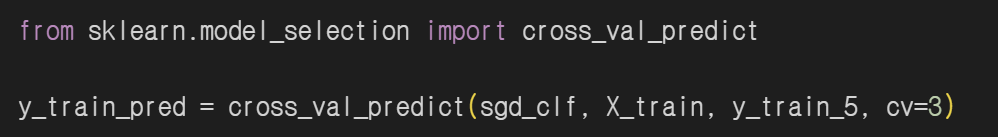 from sklearn.model_selection import cross_val_predict
y_train_pred = cross_val_predict(sgd_clf, X_train, y_train_5, cv=3)